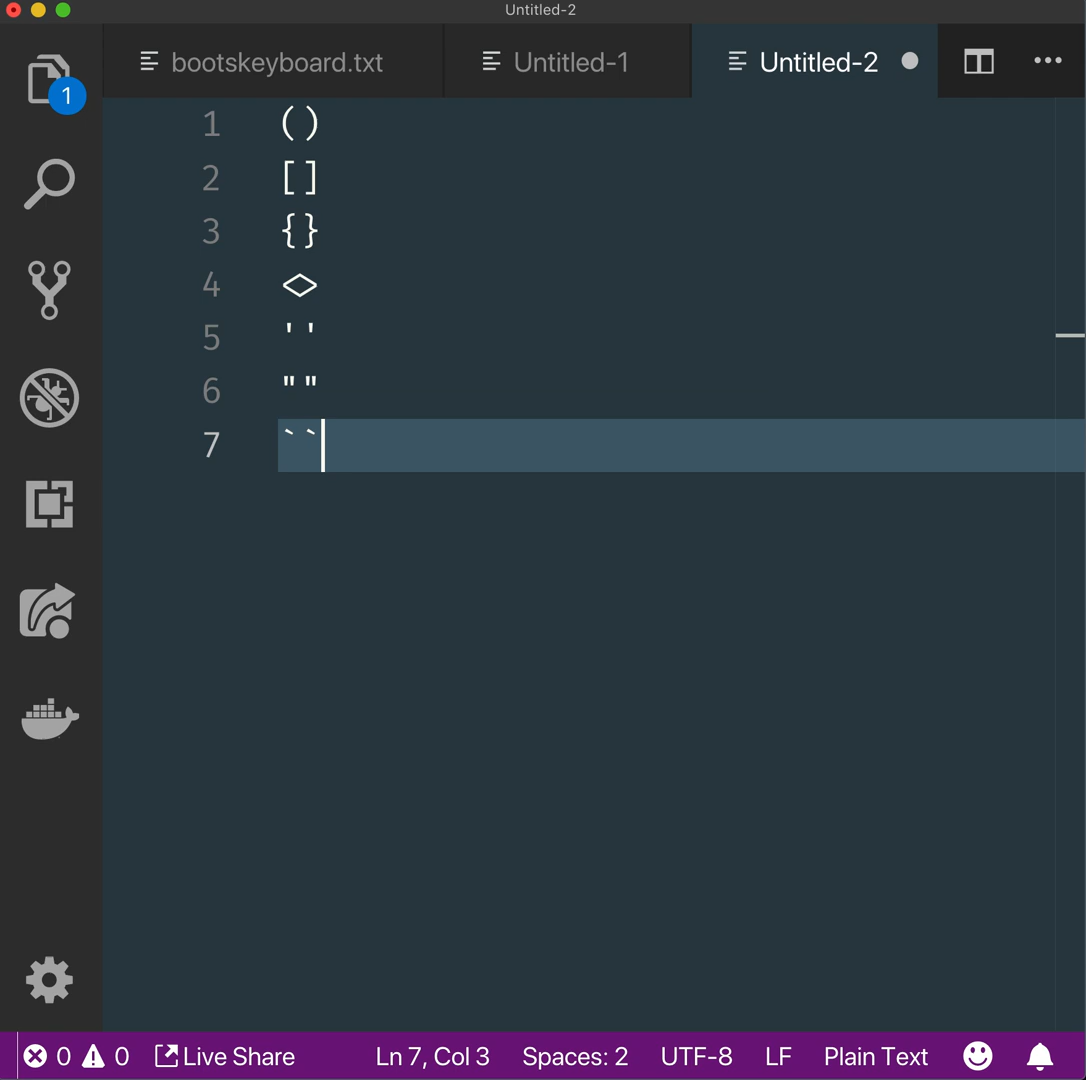 Untitled-2
bootskeyboard.txt Untitled-1 Untitled-2
1
1 ()
2 []
3 {}
4 <>
5 ''
6 ""
7 ``
0 0 Live Share Ln 7, Col 3 Spaces: 2 UTF-8 LF Plain Text